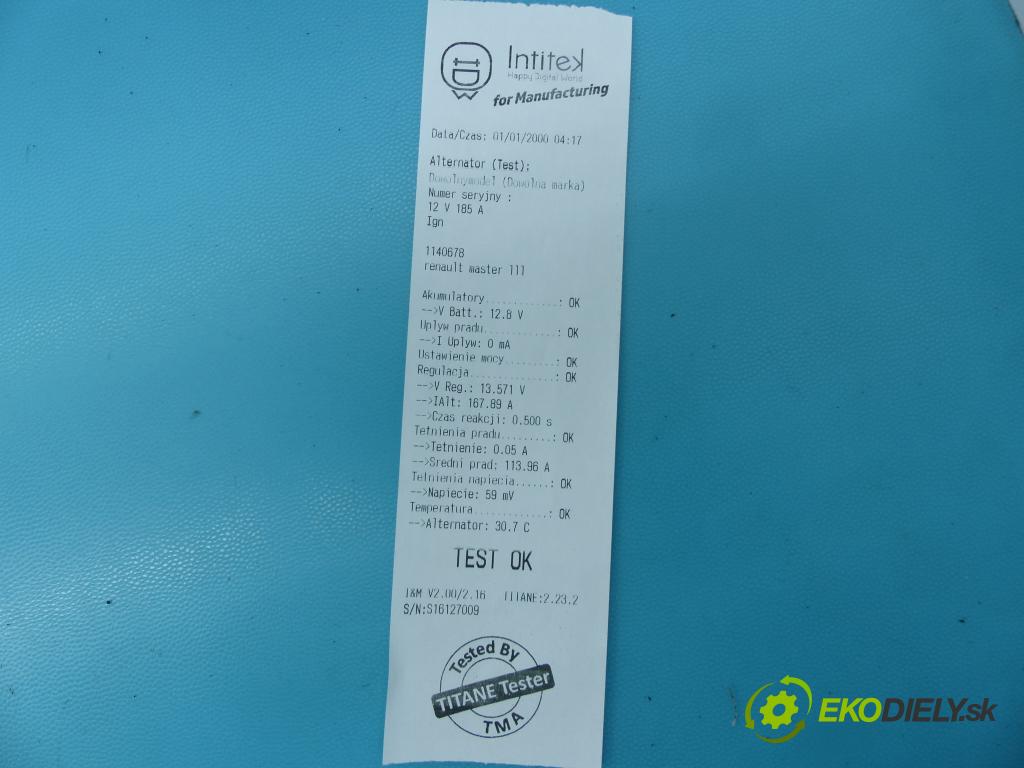 Intitek
Happy Digital World
for Manufacturing
Data/Czas: 01/01/2000 04:17
Alternator (Test):
Dowolnymodel (Dowolna marka)
Numer seryjny :
12 V 185 A
Ign
1140678
renault master 111
Akumulatory............: OK
-->V Batt.: 12.8 V
Uplyw pradu............: OK
-->I Uplyw: 0 mA
Ustawienie mocy........: OK
Regulacja..............: OK
-->V Reg.: 13.571 V
-->IAlt: 167.89 A
-->Czas reakcji: 0.500 s
Tetnienia pradu........: OK
-->Tetnienie: 0.05 A
-->Sredni prad: 113.96 A
Tetnienia napiecia.....: OK
-->Napiecie: 59 mV
Temperatura............: OK
-->Alternator: 30.7 C
TEST OK
I&M V2.00/2.16 TITANE:2.23.2
S/N:S16127009
Tested By
TITANE Tester
TMA
EKODIELY.sk